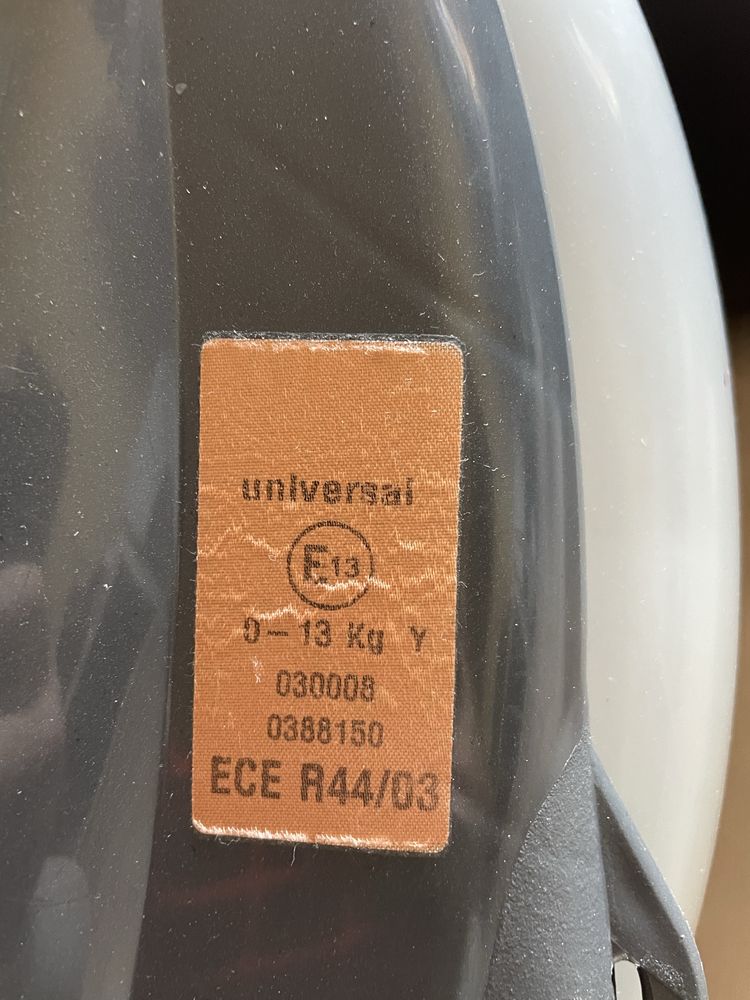 universal
E13
0-13 Kg Y
030008
0388150
ECE R44/03